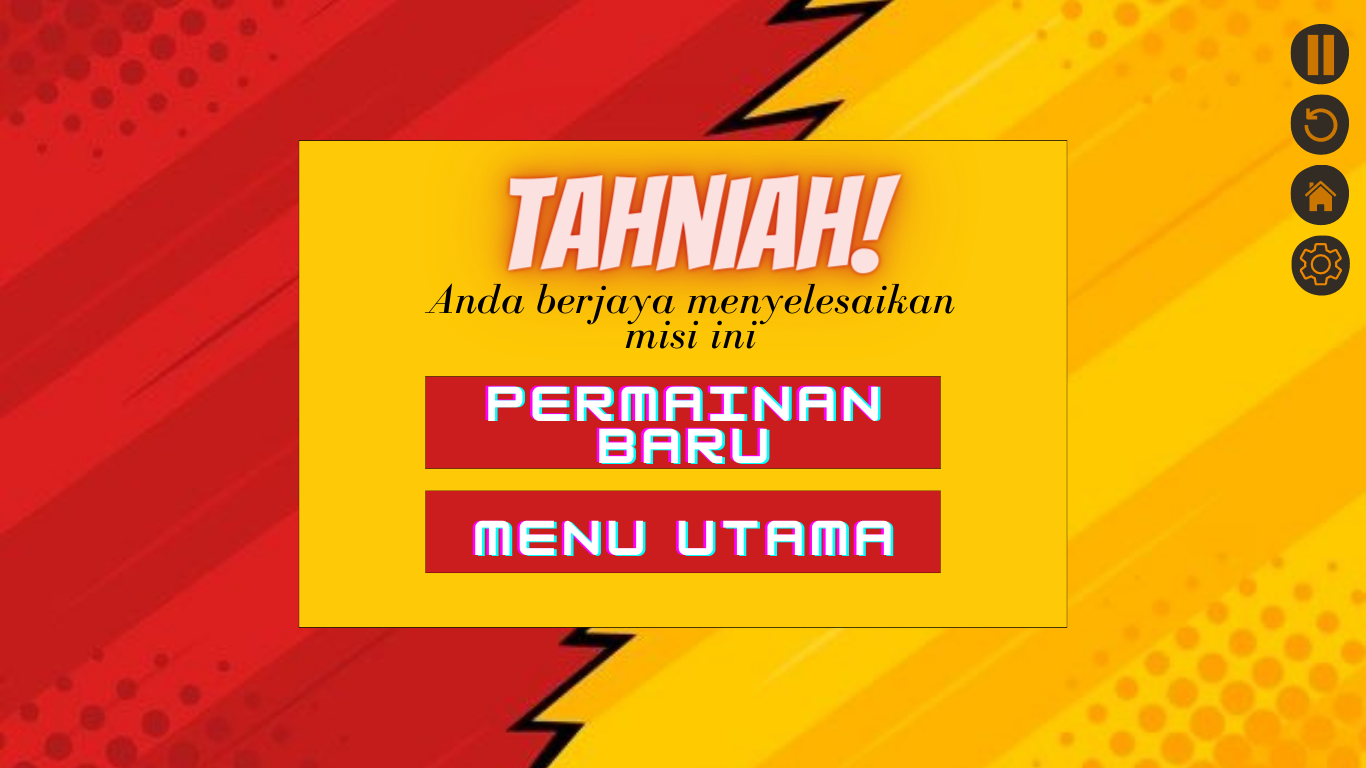 TAHNIAH!
Anda berjaya menyelesaikan
misi ini
PERMAINAN
BARU
MENU UTAMA